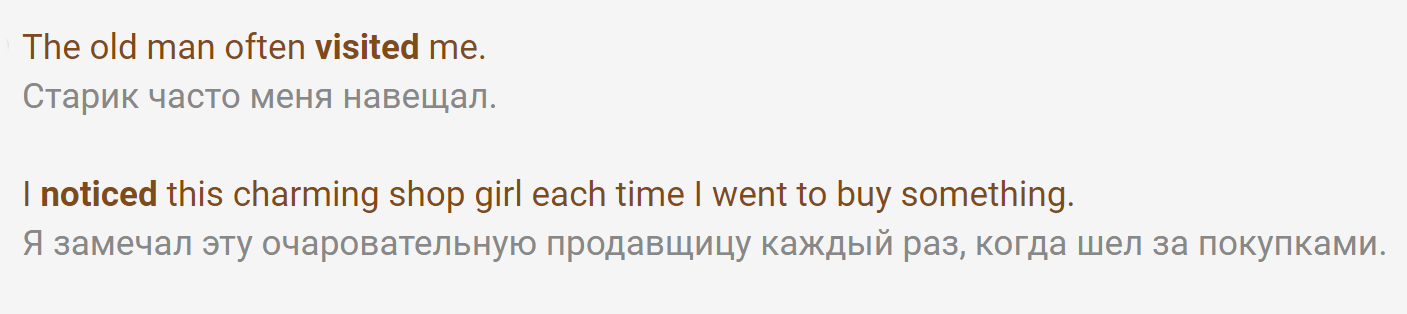 The old man often visited me.
Старик часто меня навещал.
I noticed this charming shop girl each time I went to buy something.
Я замечал эту очаровательную продавщицу каждый раз, когда шел за покупками.